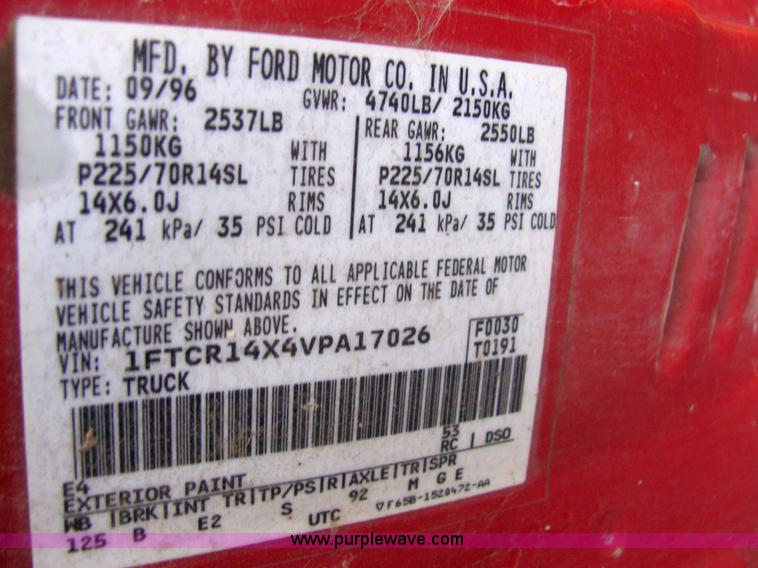 MFD. BY FORD MOTOR CO. IN U.S.A.
DATE: 09/96 GVWR: 4740LB/ 2150KG
FRONT GAWR: 2537LB REAR GAWR: 2550LB
1150KG WITH 1156KG WITH
P225/70R14SL TIRES P225/70R14SL TIRES
14X6.0J RIMS 14X6.0J RIMS
AT 241 kPa/ 35 PSI COLD AT 241 kPa/ 35 PSI COLD
THIS VEHICLE CONFORMS TO ALL APPLICABLE FEDERAL MOTOR
VEHICLE SAFETY STANDARDS IN EFFECT ON THE DATE OF
MANUFACTURE SHOWN ABOVE.
VIN: 1FTCR14X4VPA17026 F0030
TYPE: TRUCK T0191
E4 53
EXTERIOR PAINT RC DSO
WB BRK INT TR TP/PS R AXLE TR SPR
125 B E2 S 92 M G E
UTC ▽F65B-1520472-AA
www.purplewave.com